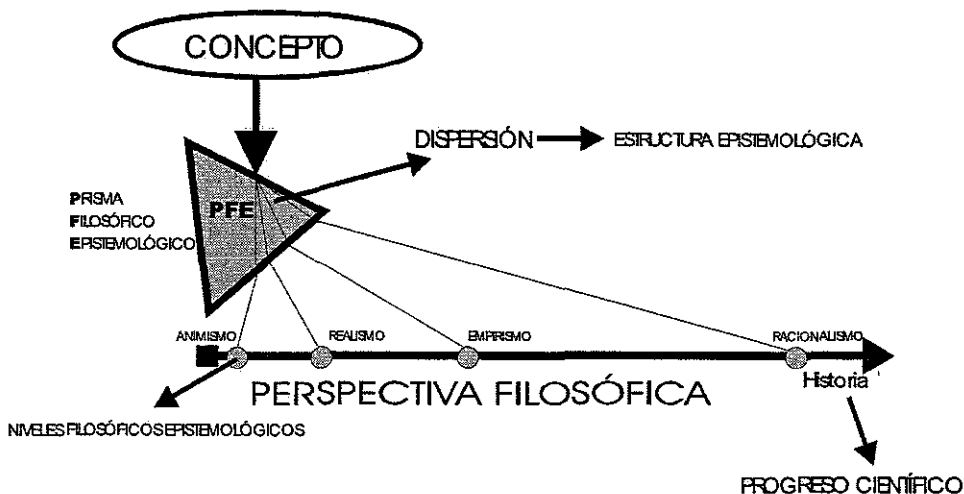 CONCEPTO
DISPERSIÓN
ESTRUCTURA EPISTEMOLÓGICA
PRISMA
FILOSÓFICO
EPISTEMOLÓGICO
PFE
ANIMISMO
REALISMO
EMPIRISMO
RACIONALISMO
Historia
PERSPECTIVA FILOSÓFICA
NIVELES FILOSÓFICOS EPISTEMOLÓGICOS
PROGRESO CIENTÍFICO